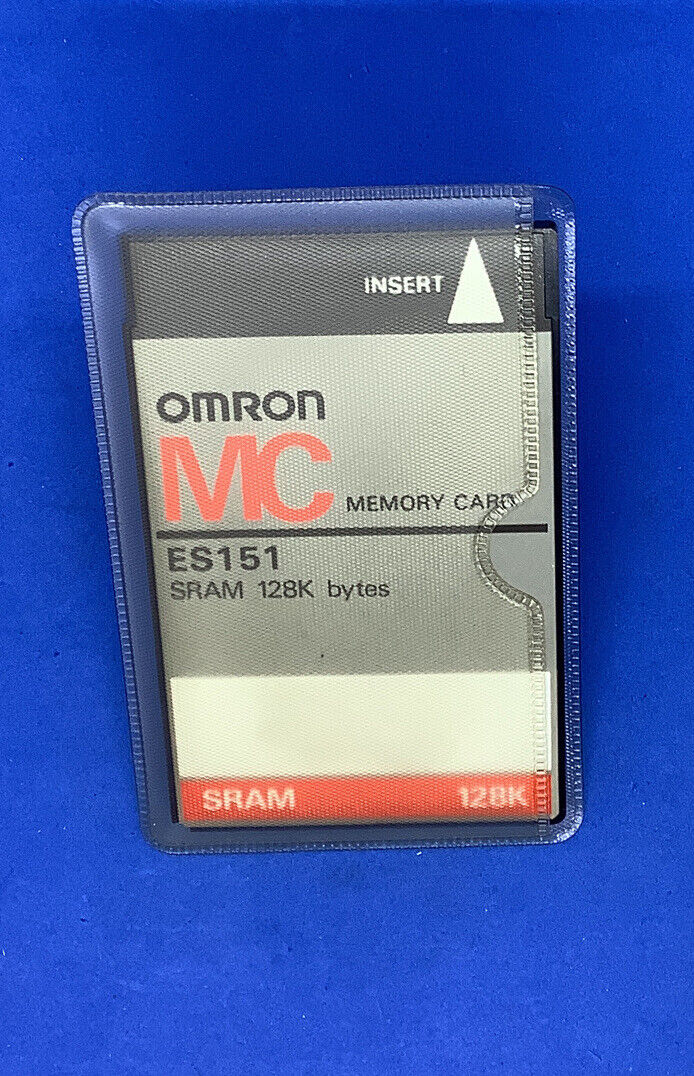 INSERT
OMRON
MC MEMORY CARD
ES151
SRAM 128K bytes
SRAM 128K